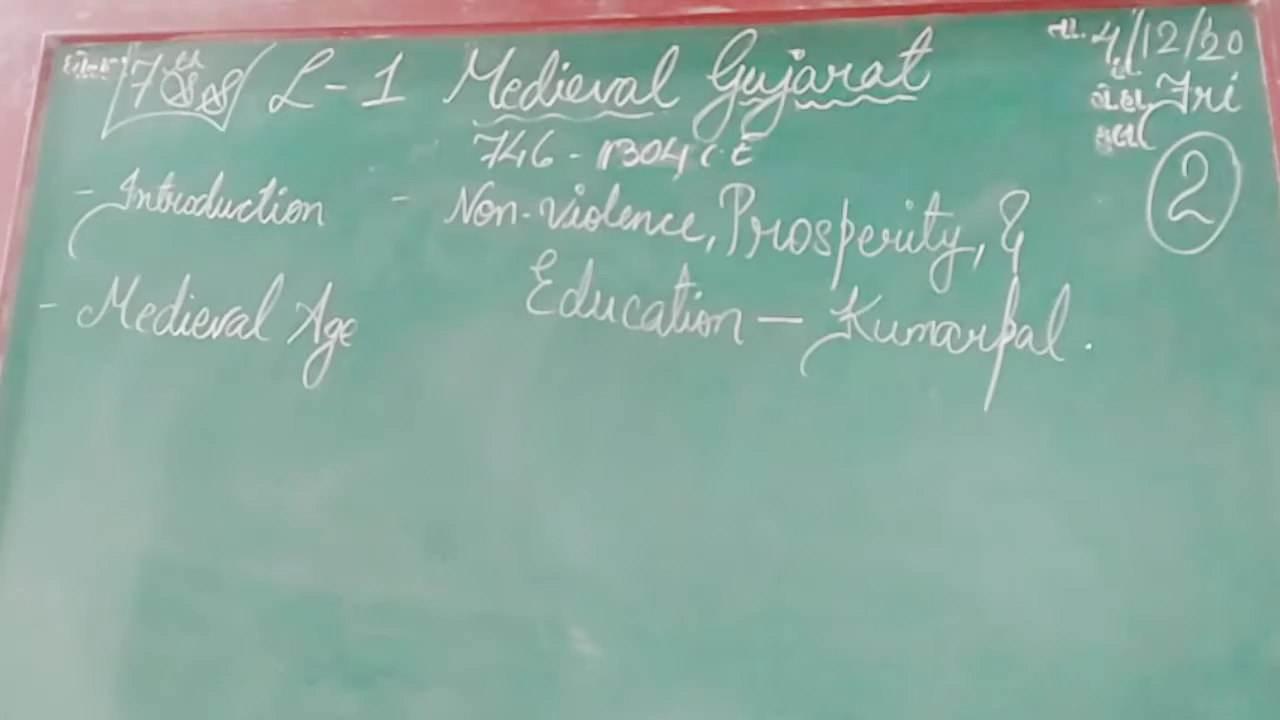 7th SS L-1 Medieval Gujarat
746 - 1304 C.E
તા. 4/12/20
Fri
2
- Introduction
- Medieval Age
- Non-Violence, Prosperity, &
Education - Kumarpal.